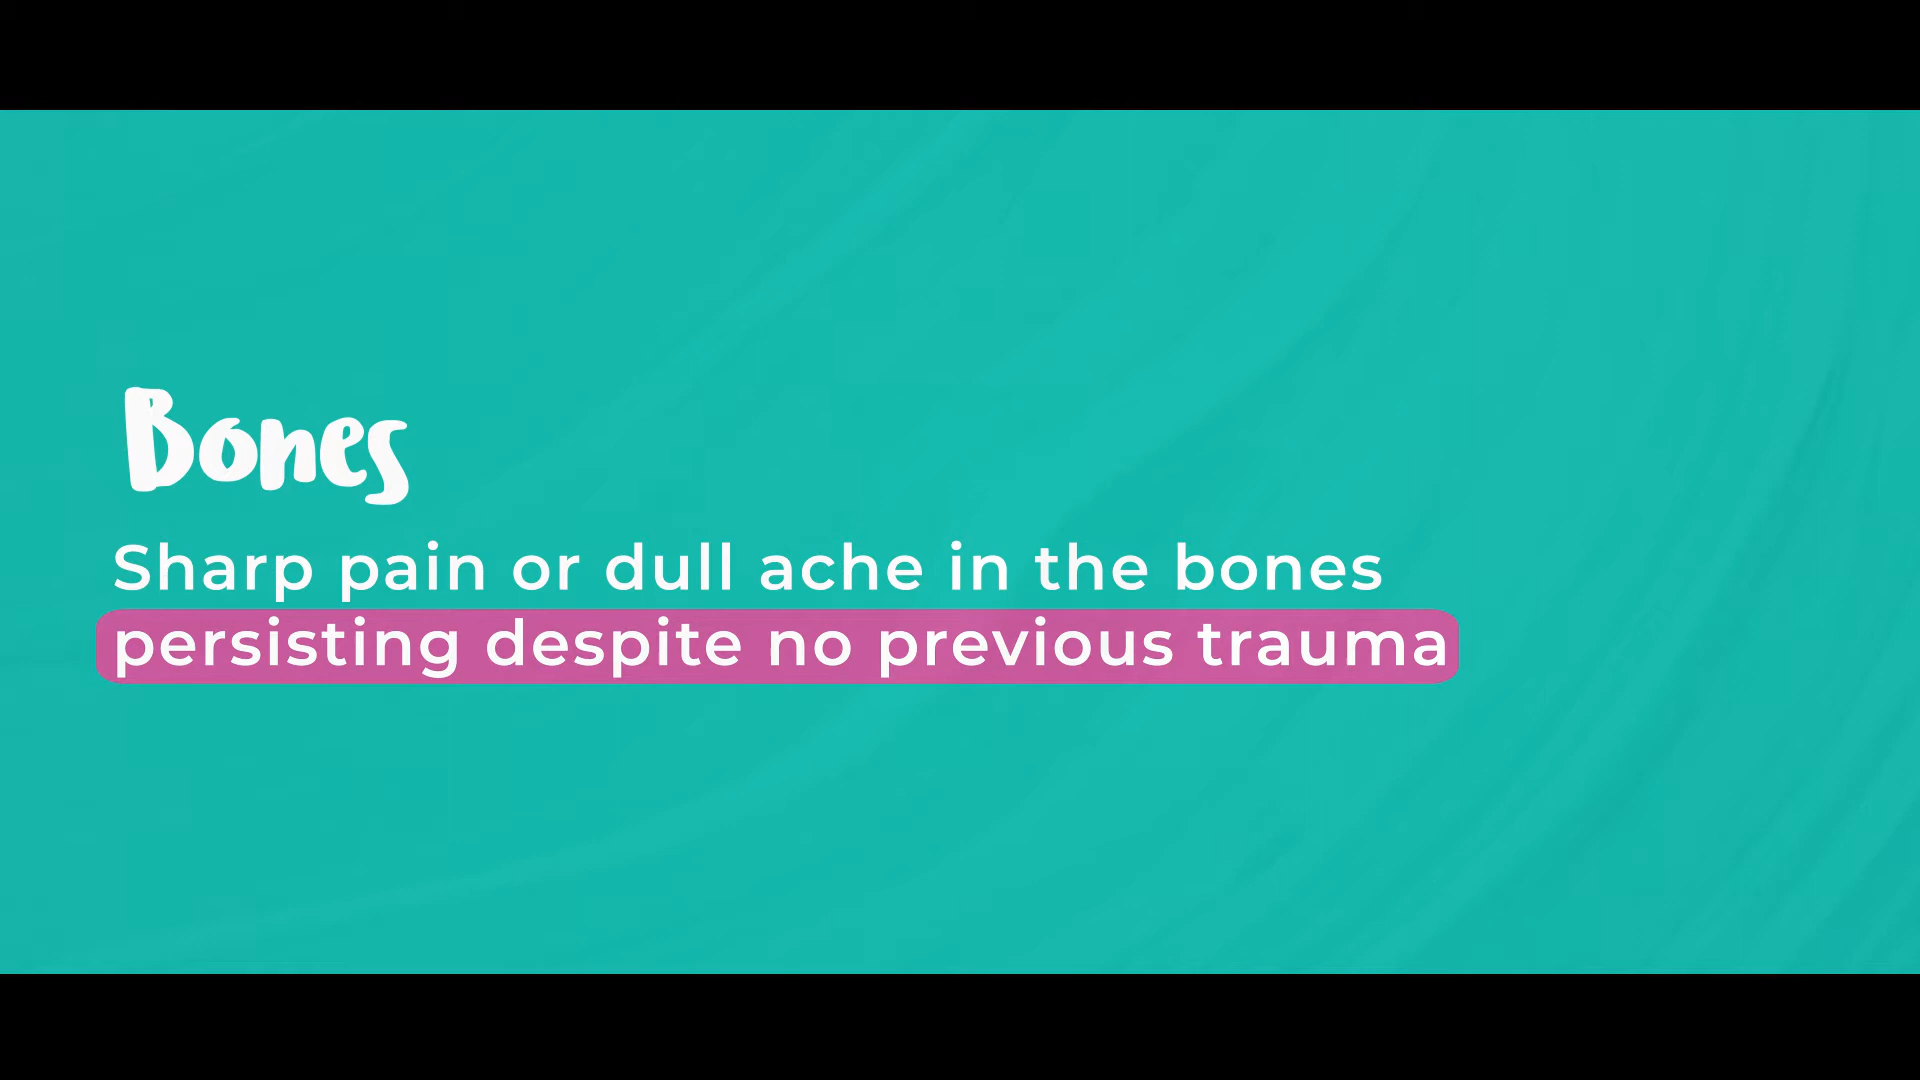 Bones
Sharp pain or dull ache in the bones
persisting despite no previous trauma